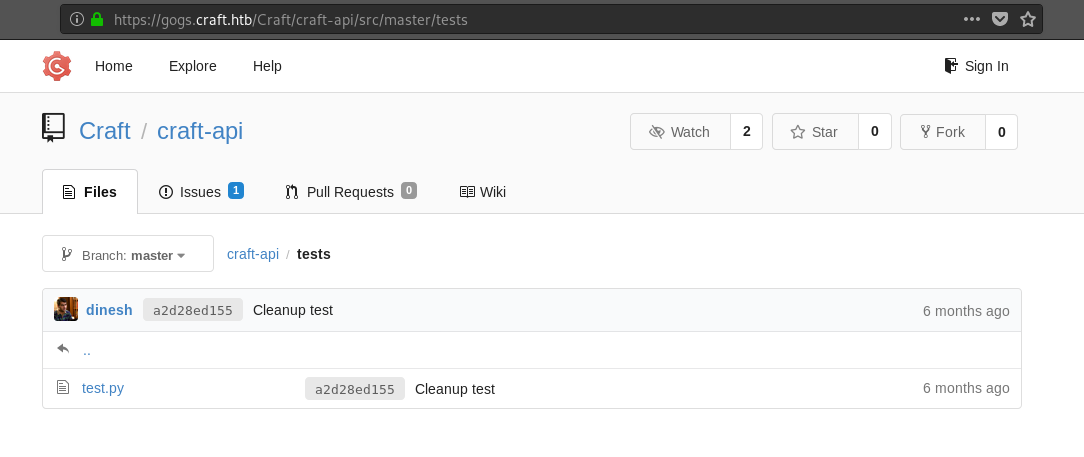 https://gogs.craft.htb/Craft/craft-api/src/master/tests
Home Explore Help Sign In
Craft / craft-api Watch 2 Star 0 Fork 0
Files Issues 1 Pull Requests 0 Wiki
Branch: master craft-api / tests
dinesh a2d28ed155 Cleanup test 6 months ago
..
test.py a2d28ed155 Cleanup test 6 months ago